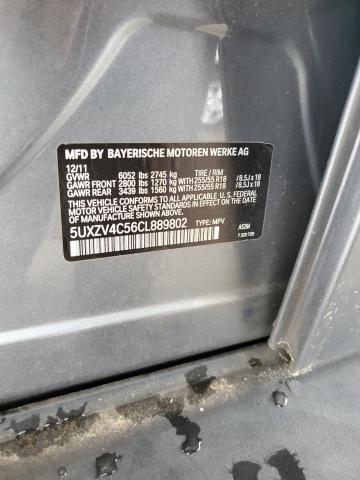 MFD BY BAYERISCHE MOTOREN WERKE AG
12/11
GVWR 6052 lbs 2745 kg TIRE / RIM
GAWR FRONT 2800 lbs 1270 kg WITH 255/55 R18 /8.5J x 18
GAWR REAR 3439 lbs 1560 kg WITH 255/55 R18 /8.5J x 18
THIS VEHICLE CONFORMS TO ALL APPLICABLE U.S. FEDERAL
MOTOR VEHICLE SAFETY STANDARDS IN EFFECT ON THE DATE
OF MANUFACTURE SHOWN ABOVE.
5UXZV4C56CL889802 TYPE: MPV A52M